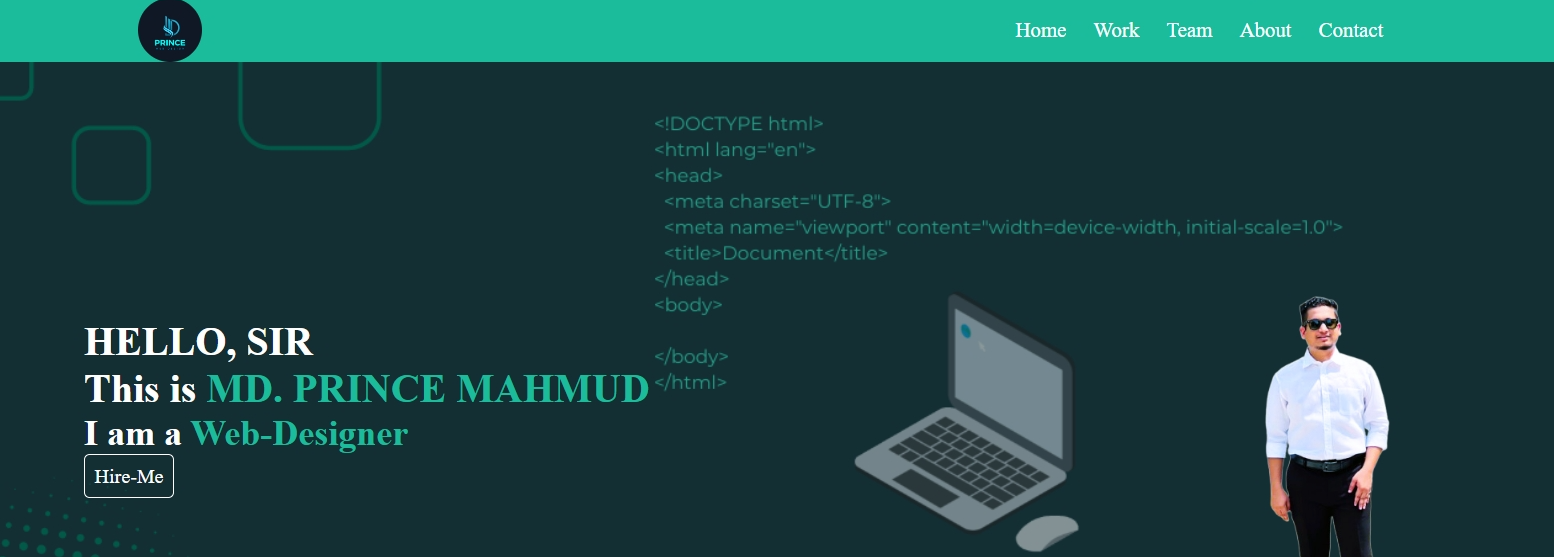 PRINCE
Home Work Team About Contact
<!DOCTYPE html>
<html lang="en">
<head>
<meta charset="UTF-8">
<meta name="viewport" content="width=device-width, initial-scale=1.0">
<title>Document</title>
</head>
<body>
</body>
</html>
HELLO, SIR
This is MD. PRINCE MAHMUD
I am a Web-Designer
Hire-Me